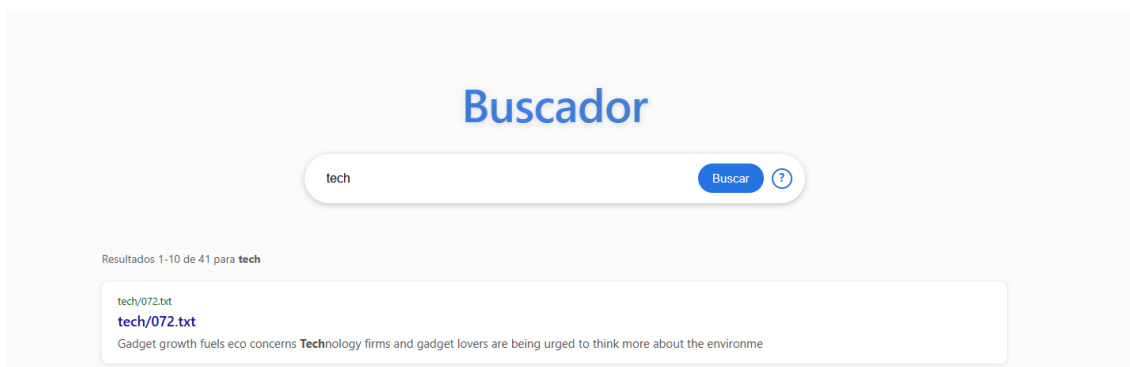 Buscador
tech
Buscar ?
Resultados 1-10 de 41 para tech
tech/072.txt
tech/072.txt
Gadget growth fuels eco concerns Technology firms and gadget lovers are being urged to think more about the environme